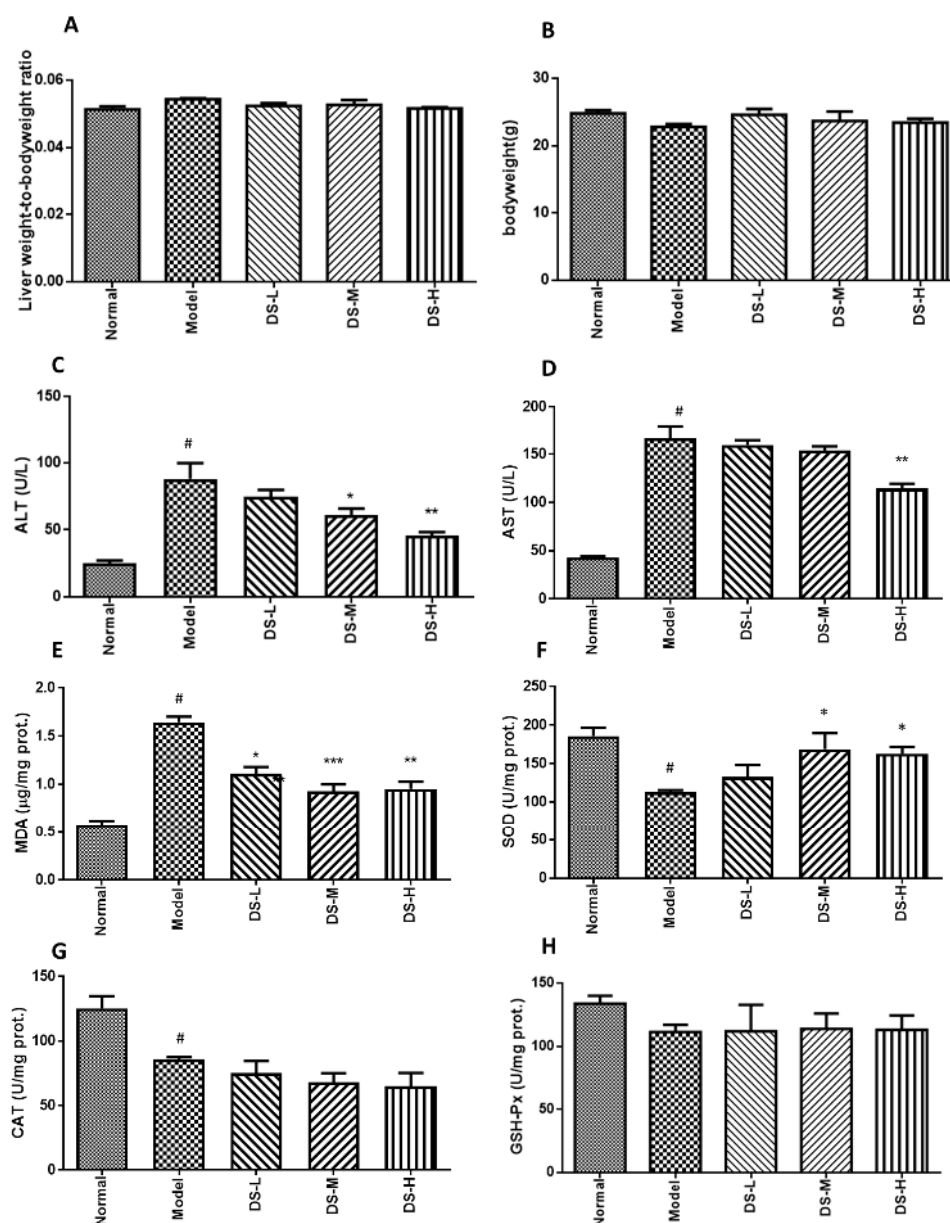 A
Liver weight-to-bodyweight ratio
0.06
0.04
0.02
0.00
Normal
Model
DS-L
DS-M
DS-H
B
bodyweight(g)
30
20
10
0
Normal
Model
DS-L
DS-M
DS-H
C
ALT (U/L)
150
100
50
0
#
*
**
Normal
Model
DS-L
DS-M
DS-H
D
AST (U/L)
200
150
100
50
0
#
**
Normal
Model
DS-L
DS-M
DS-H
E
MDA (µg/mg prot.)
2.0
1.5
1.0
0.5
0.0
#
*
**
***
**
Normal
Model
DS-L
DS-M
DS-H
F
SOD (U/mg prot.)
250
200
150
100
50
0
#
*
*
Normal
Model
DS-L
DS-M
DS-H
G
CAT (U/mg prot.)
150
100
50
0
#
Normal
Model
DS-L
DS-M
DS-H
H
GSH-Px (U/mg prot.)
150
100
50
0
Normal
Model
DS-L
DS-M
DS-H